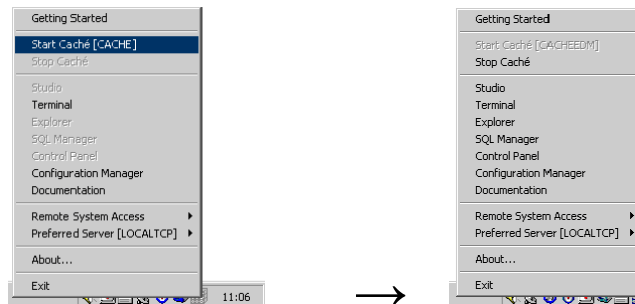 Getting Started
Start Caché [CACHE]
Stop Caché
Studio
Terminal
Explorer
SQL Manager
Control Panel
Configuration Manager
Documentation
Remote System Access
Preferred Server [LOCALTCP]
About...
Exit
11:06
Getting Started
Start Caché [CACHEEDM]
Stop Caché
Studio
Terminal
Explorer
SQL Manager
Control Panel
Configuration Manager
Documentation
Remote System Access
Preferred Server [LOCALTCP]
About...
Exit